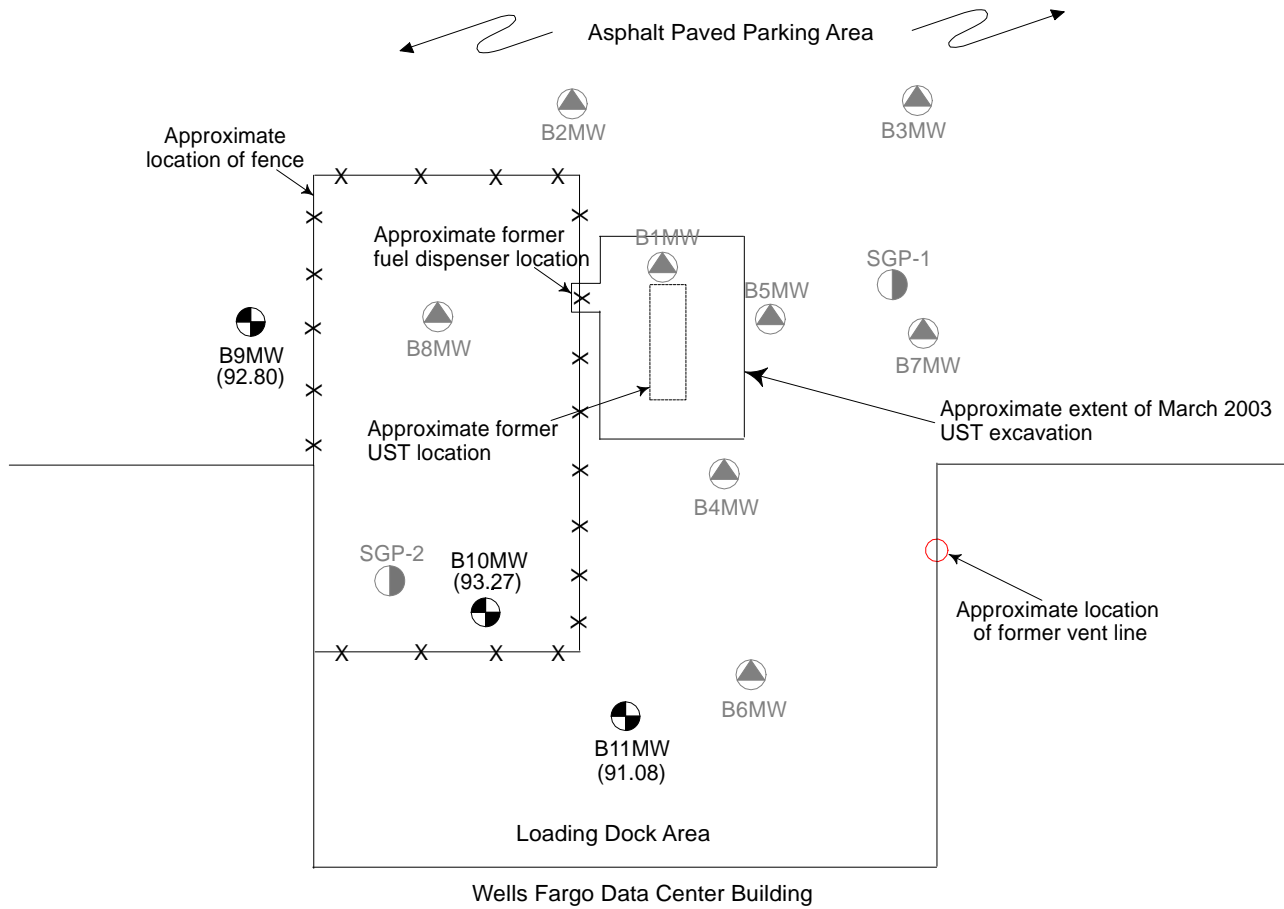 Asphalt Paved Parking Area
B2MW
B3MW
Approximate
location of fence
X X X X
Approximate former
fuel dispenser location
B1MW
SGP-1
B5MW
B8MW
B7MW
B9MW
(92.80)
Approximate extent of March 2003
UST excavation
Approximate former
UST location
B4MW
SGP-2
B10MW
(93.27)
Approximate location
of former vent line
X X X X
B6MW
B11MW
(91.08)
Loading Dock Area
Wells Fargo Data Center Building